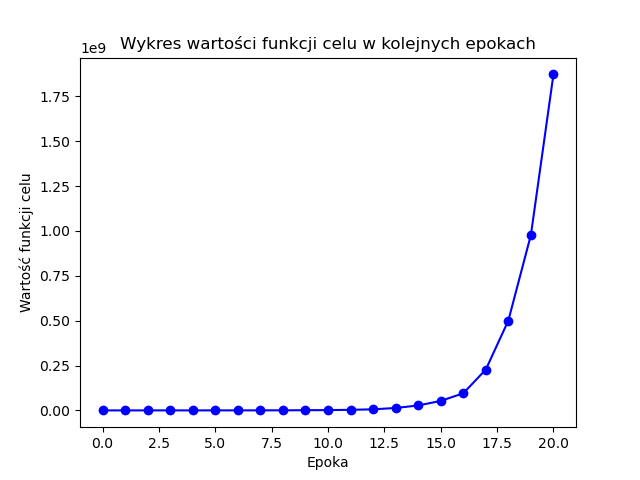 Wykres wartości funkcji celu w kolejnych epokach
1e9
1.75
1.50
1.25
1.00
0.75
0.50
0.25
0.00
Wartość funkcji celu
0.0 2.5 5.0 7.5 10.0 12.5 15.0 17.5 20.0
Epoka